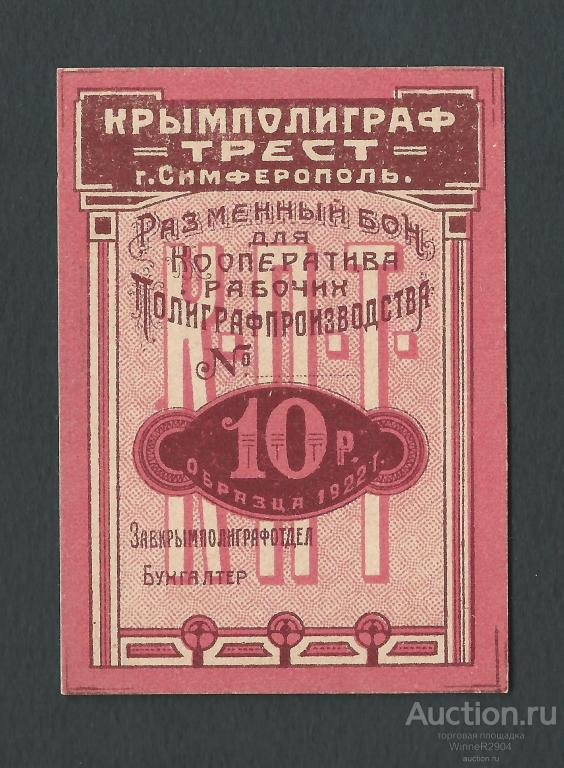 КРЫМПОЛИГРАФ
=ТРЕСТ=
г. СИМФЕРОПОЛЬ.
РАЗМЕННЫЙ БОН
ДЛЯ
КООПЕРАТИВА
РАБОЧИХ
ПОЛИГРАФПРОИЗВОДСТВА
К.П.Т.
№
10 Р.
ОБРАЗЦА 1922 г.
ЗАВКРЫМПОЛИГРАФОТДЕЛ
БУХГАЛТЕР
Auction.ru
торговая площадка
WinneR2904
auction.ru